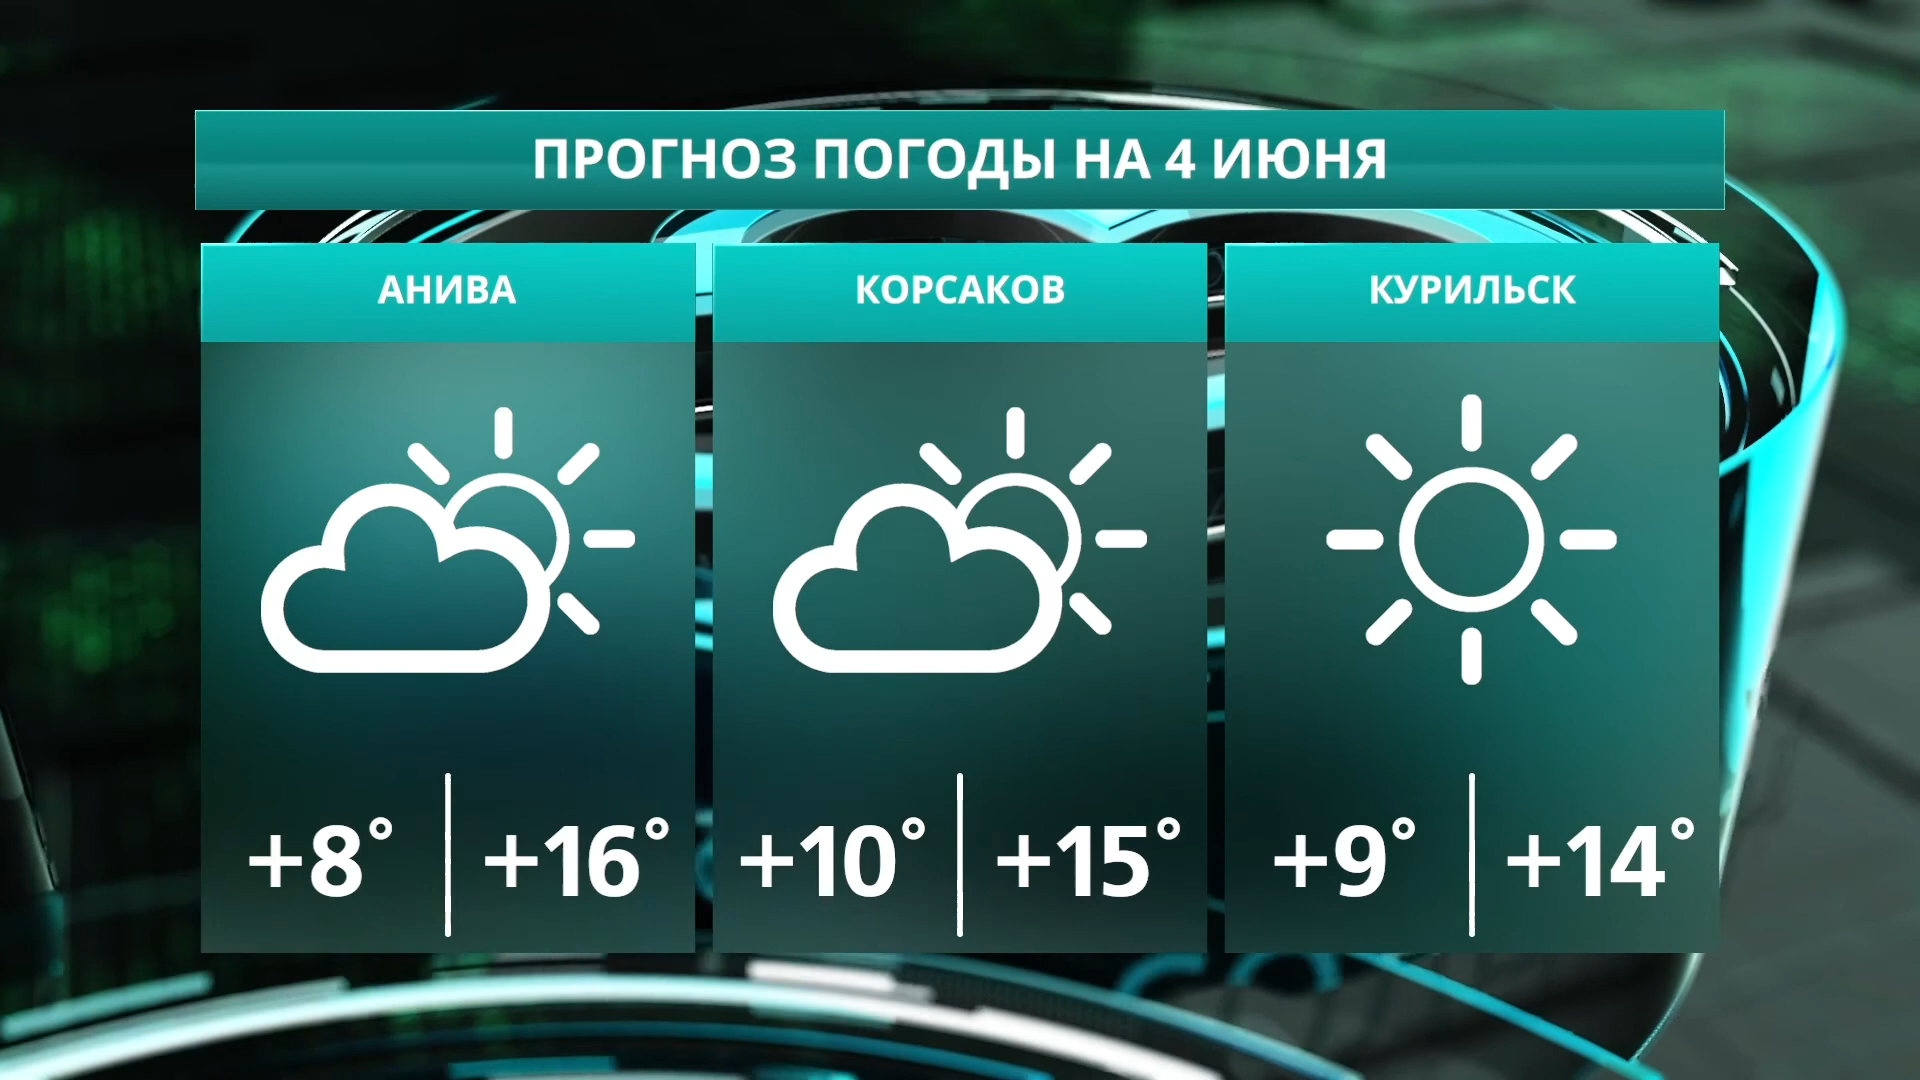 ПРОГНОЗ ПОГОДЫ НА 4 ИЮНЯ
АНИВА
+8° +16°
КОРСАКОВ
+10° +15°
КУРИЛЬСК
+9° +14°